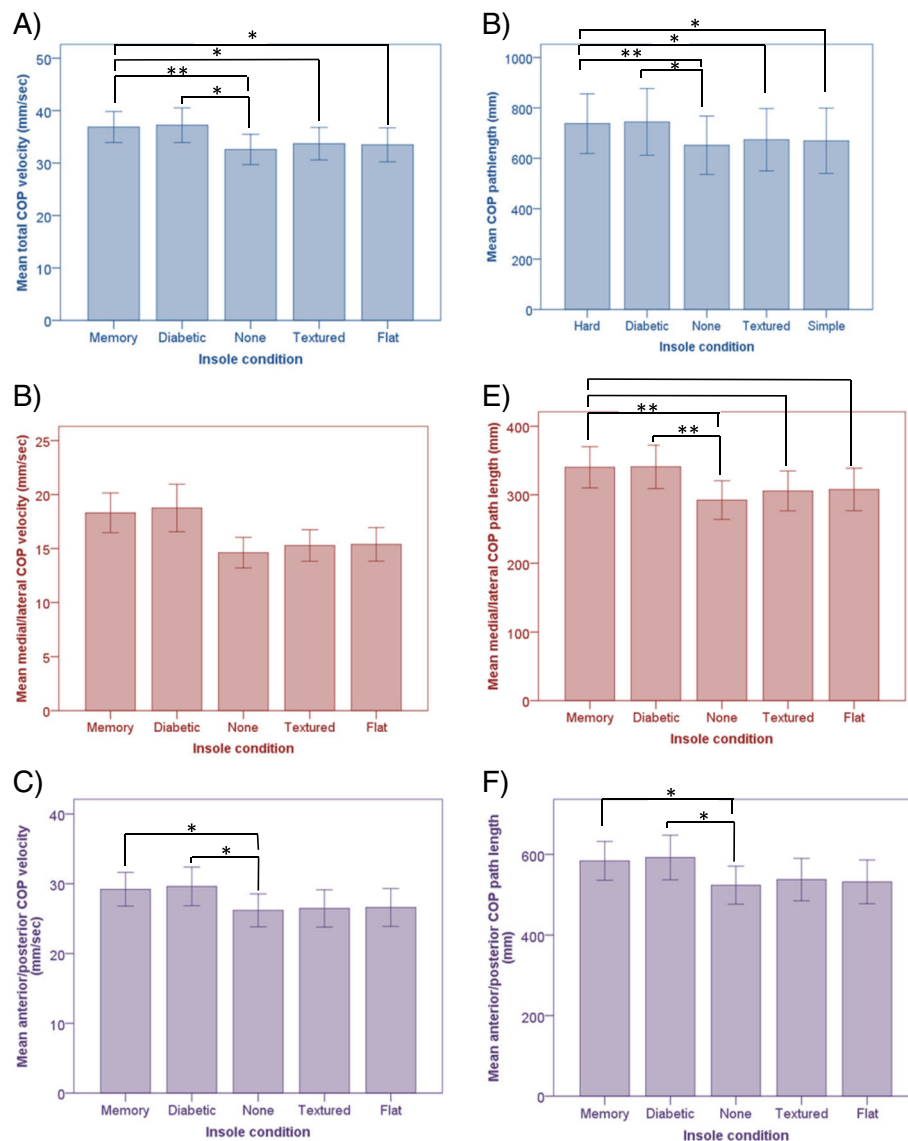 A)
Mean total COP velocity (mm/sec)
50
40
30
20
10
0
*
*
**
*
Memory Diabetic None Textured Flat
Insole condition
B)
Mean COP pathlength (mm)
1000
800
600
400
200
0
*
*
**
*
Hard Diabetic None Textured Simple
Insole condition
B)
Mean medial/lateral COP velocity (mm/sec)
25
20
15
10
5
0
Memory Diabetic None Textured Flat
Insole condition
E)
Mean medial/lateral COP path length (mm)
400
300
200
100
0
**
**
Memory Diabetic None Textured Flat
Insole condition
C)
Mean anterior/posterior COP velocity
(mm/sec)
40
30
20
10
0
*
*
Memory Diabetic None Textured Flat
Insole condition
F)
Mean anterior/posterior COP path length
(mm)
600
400
200
0
*
*
Memory Diabetic None Textured Flat
Insole condition